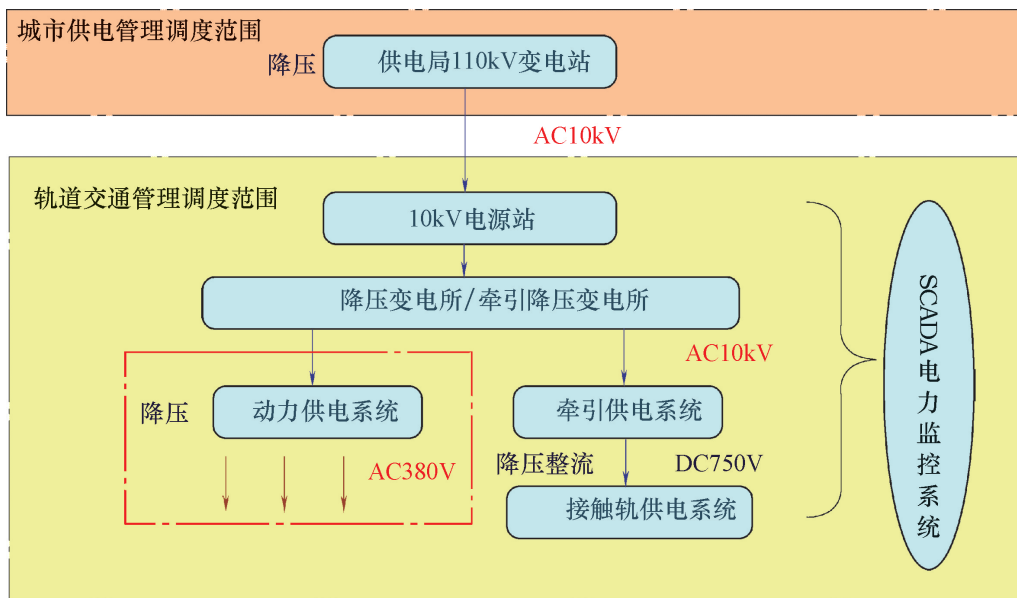 城市供电管理调度范围
降压
供电局110kV变电站
AC10kV
轨道交通管理调度范围
10kV电源站
降压变电所/牵引降压变电所
AC10kV
降压
动力供电系统
牵引供电系统
AC380V
降压整流
DC750V
接触轨供电系统
SCADA电力监控系统